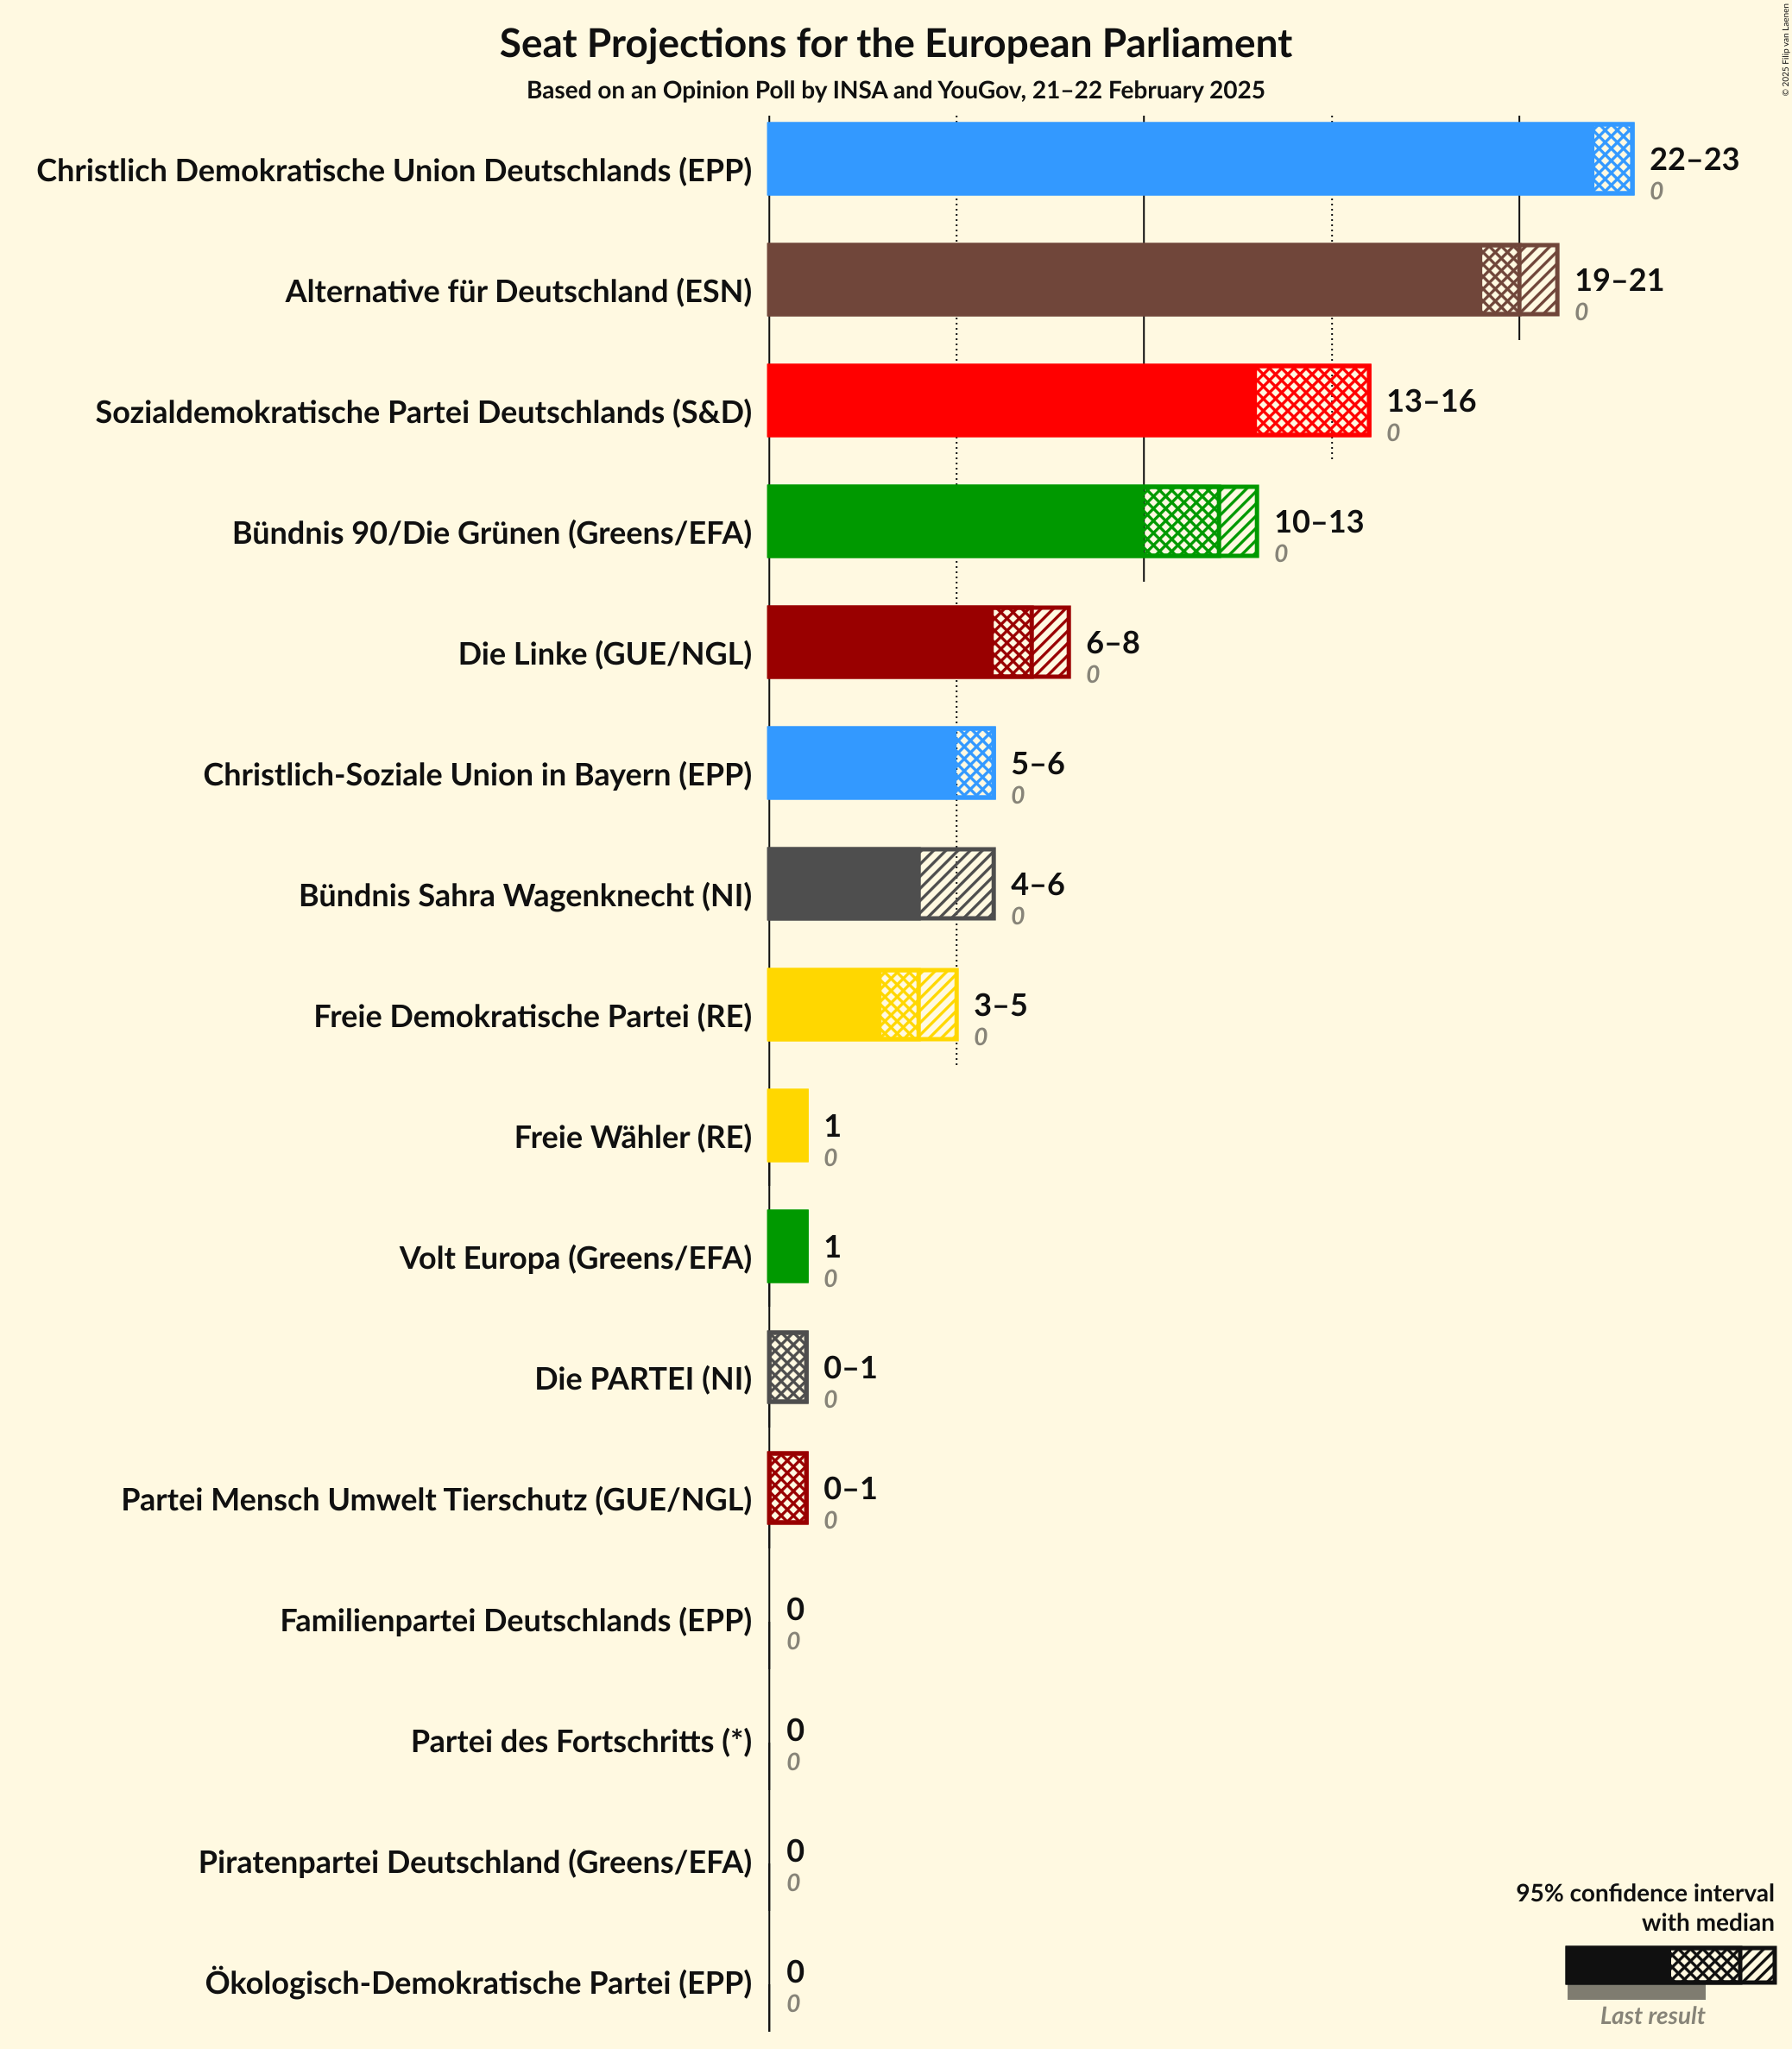 Seat Projections for the European Parliament
Based on an Opinion Poll by INSA and YouGov, 21–22 February 2025
© 2025 Filip van Laenen
Christlich Demokratische Union Deutschlands (EPP)
22–23
0
Alternative für Deutschland (ESN)
19–21
0
Sozialdemokratische Partei Deutschlands (S&D)
13–16
0
Bündnis 90/Die Grünen (Greens/EFA)
10–13
0
Die Linke (GUE/NGL)
6–8
0
Christlich-Soziale Union in Bayern (EPP)
5–6
0
Bündnis Sahra Wagenknecht (NI)
4–6
0
Freie Demokratische Partei (RE)
3–5
0
Freie Wähler (RE)
1
0
Volt Europa (Greens/EFA)
1
0
Die PARTEI (NI)
0–1
0
Partei Mensch Umwelt Tierschutz (GUE/NGL)
0–1
0
Familienpartei Deutschlands (EPP)
0
0
Partei des Fortschritts (*)
0
0
Piratenpartei Deutschland (Greens/EFA)
0
0
Ökologisch-Demokratische Partei (EPP)
0
0
95% confidence interval
with median
Last result